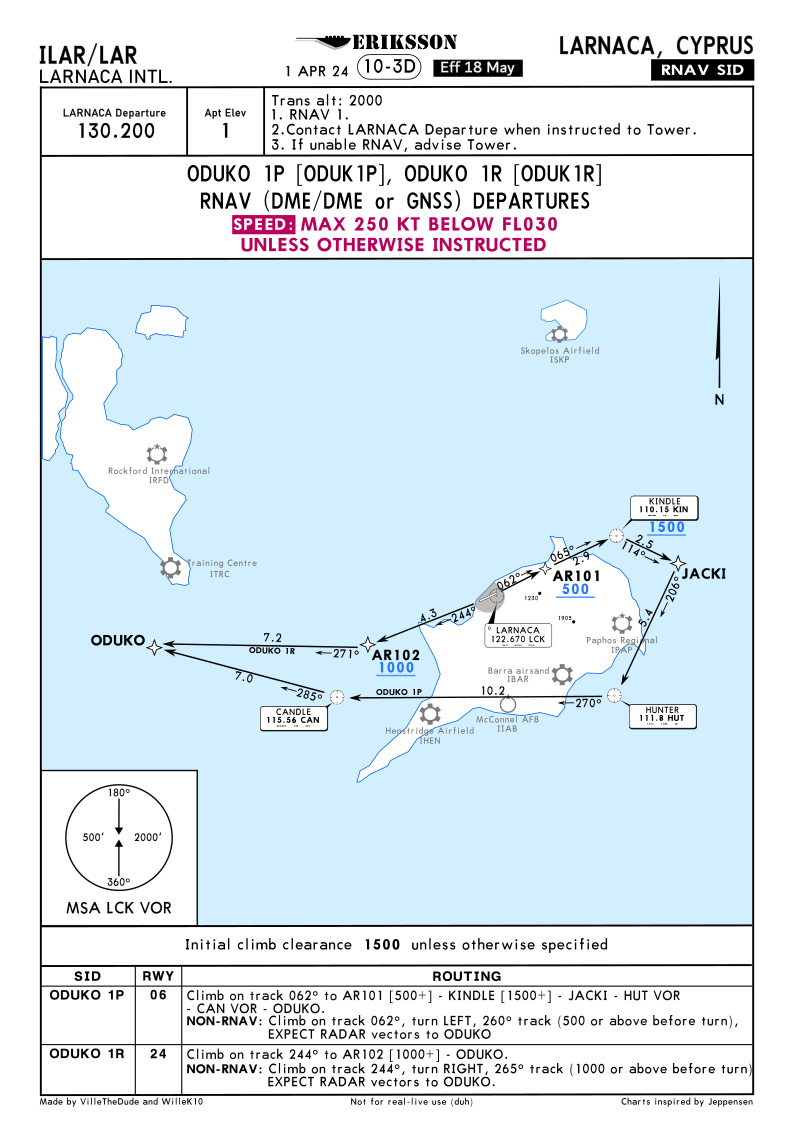 ILAR/LAR
LARNACA INTL.
ERIKSSON
1 APR 24
10-3D
Eff 18 May
LARNACA, CYPRUS
RNAV SID
LARNACA Departure
130.200
Apt Elev
1
Trans alt: 2000
1. RNAV 1.
2.Contact LARNACA Departure when instructed to Tower.
3. If unable RNAV, advise Tower.
ODUKO 1P [ODUK1P], ODUKO 1R [ODUK1R]
RNAV (DME/DME or GNSS) DEPARTURES
SPEED: MAX 250 KT BELOW FL030
UNLESS OTHERWISE INSTRUCTED
Skopelos Airfield
ISKP
N
Rockford International
IRFD
KINDLE
110.15 KIN
1500
2.5
114°
065°
2.9
Training Centre
ITRC
062°
AR101
500
JACKI
206°
5.4
1230
1905
4.3
244°
LARNACA
122.670 LCK
Paphos Regional
IPAP
ODUKO
7.2
ODUKO 1R
271°
AR102
1000
Barra airsand
IBAR
7.0
285°
ODUKO 1P
10.2
270°
CANDLE
115.56 CAN
HUNTER
111.8 HUT
McConnel AFB
IIAB
Henstridge Airfield
IHEN
180°
500'
2000'
360°
MSA LCK VOR
Initial climb clearance 1500 unless otherwise specified
SID
RWY
ROUTING
ODUKO 1P
06
Climb on track 062° to AR101 [500+] - KINDLE [1500+] - JACKI - HUT VOR
- CAN VOR - ODUKO.
NON-RNAV: Climb on track 062°, turn LEFT, 260° track (500 or above before turn),
EXPECT RADAR vectors to ODUKO
ODUKO 1R
24
Climb on track 244° to AR102 [1000+] - ODUKO.
NON-RNAV: Climb on track 244°, turn RIGHT, 265° track (1000 or above before turn)
EXPECT RADAR vectors to ODUKO.
Made by VilleTheDude and WilleK10
Not for real-live use (duh)
Charts inspired by Jeppensen